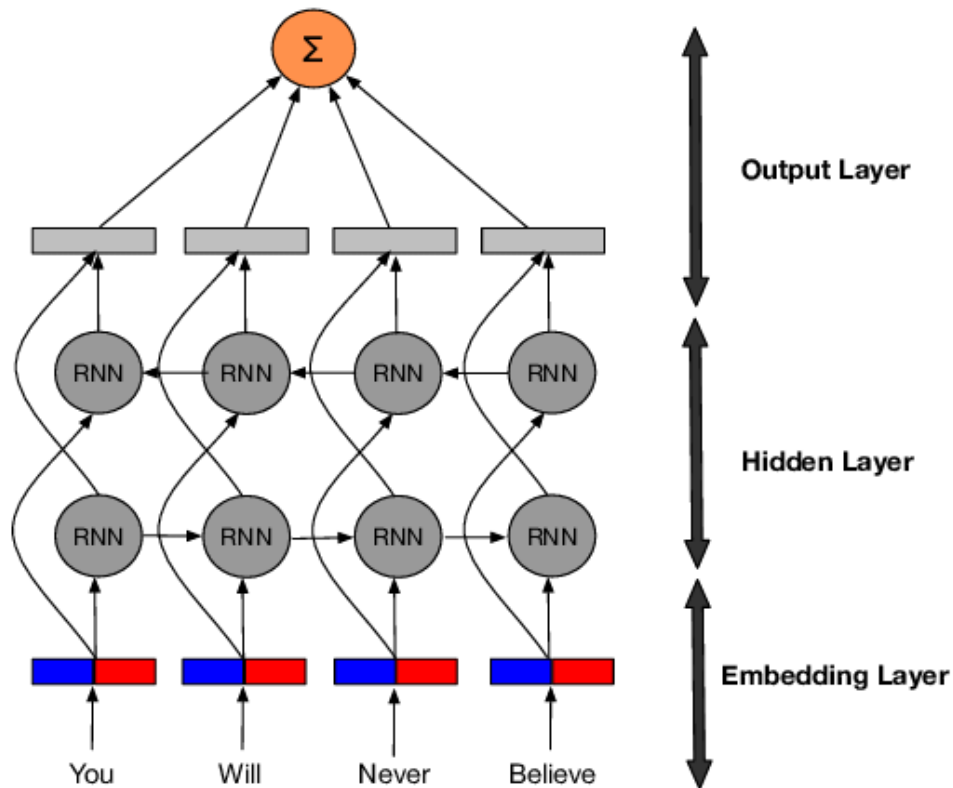 Σ
Output Layer
RNN RNN RNN RNN
Hidden Layer
RNN RNN RNN RNN
Embedding Layer
You Will Never Believe